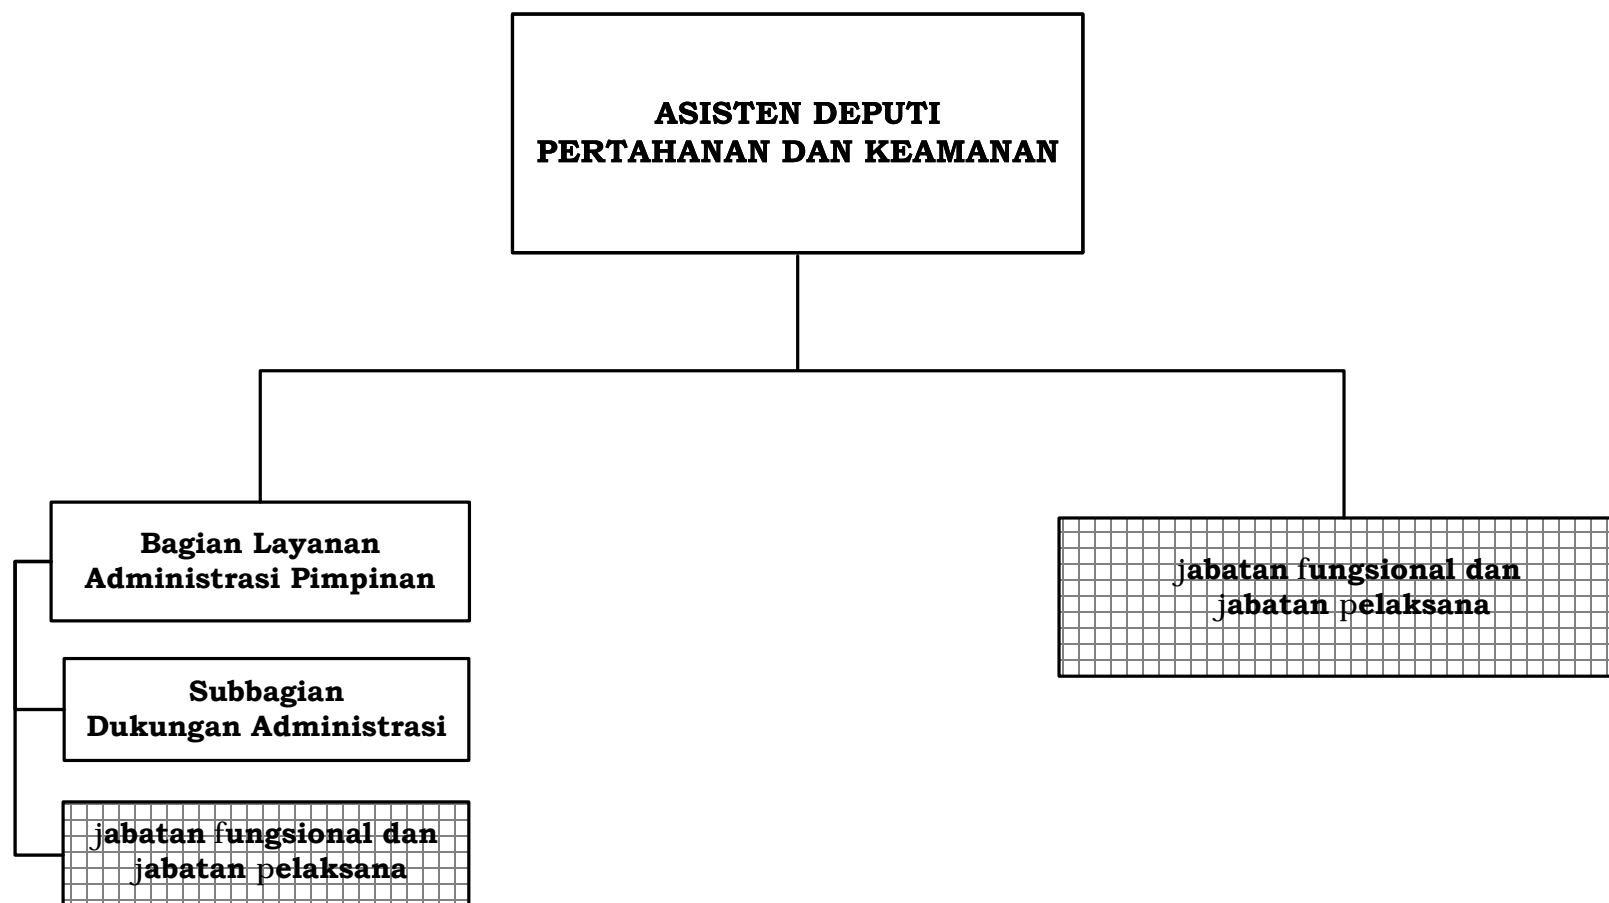 ASISTEN DEPUTI
PERTAHANAN DAN KEAMANAN
Bagian Layanan
Administrasi Pimpinan
jabatan fungsional dan
jabatan pelaksana
Subbagian
Dukungan Administrasi
jabatan fungsional dan
jabatan pelaksana